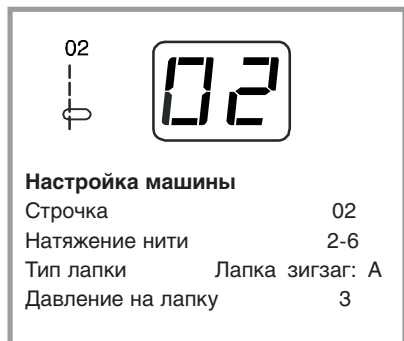 02
02
Настройка машины
Строчка 02
Натяжение нити 2-6
Тип лапки Лапка зигзаг: А
Давление на лапку 3